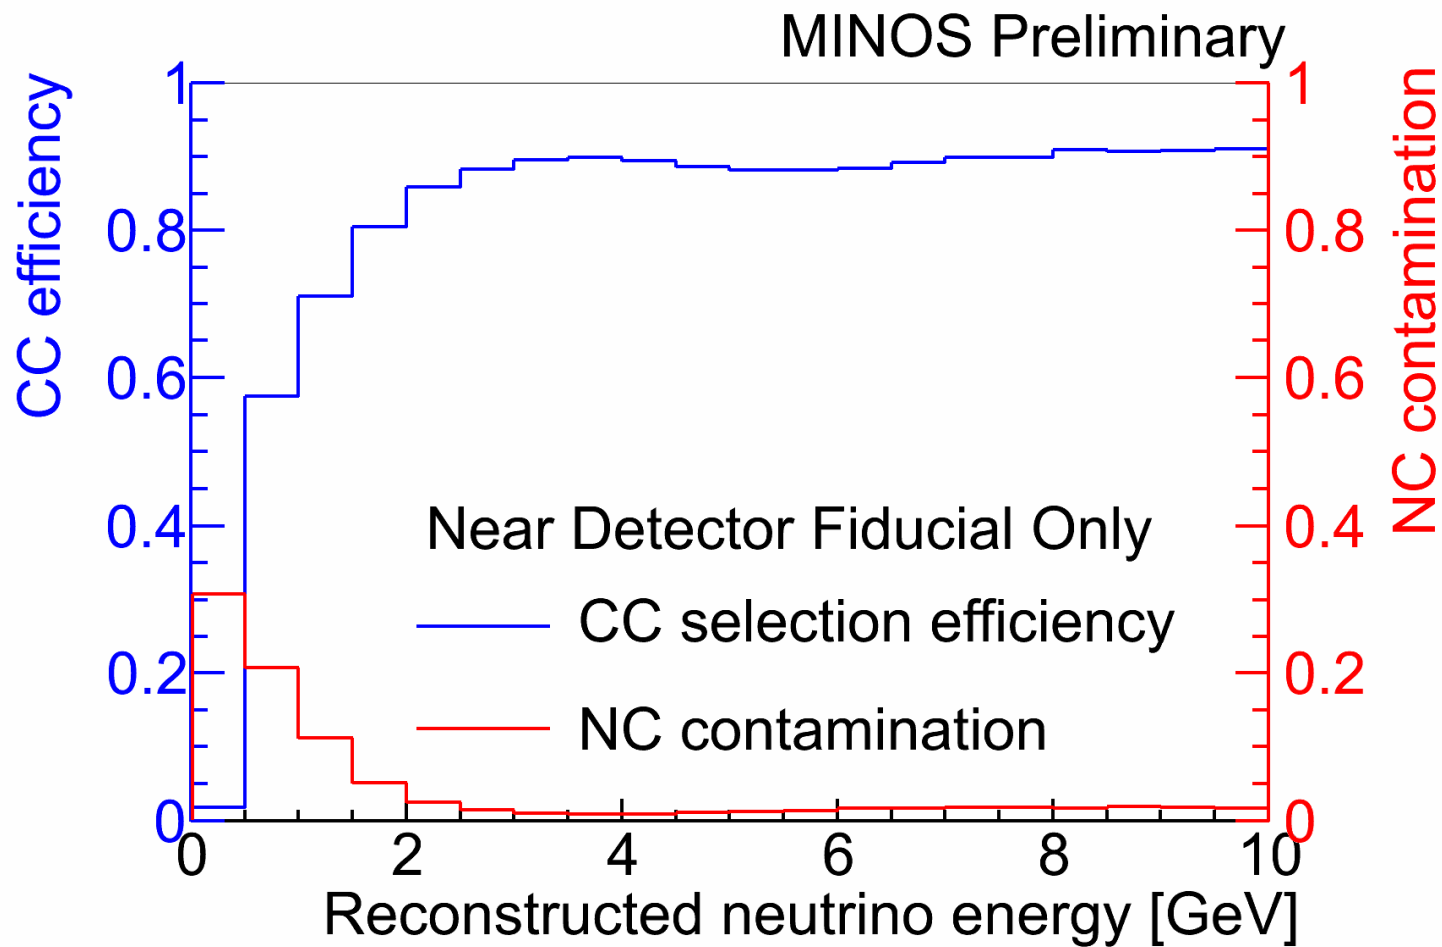 MINOS Preliminary
CC efficiency
NC contamination
1
0.8
0.6
0.4
0.2
0
1
0.8
0.6
0.4
0.2
0
Near Detector Fiducial Only
CC selection efficiency
NC contamination
0 2 4 6 8 10
Reconstructed neutrino energy [GeV]